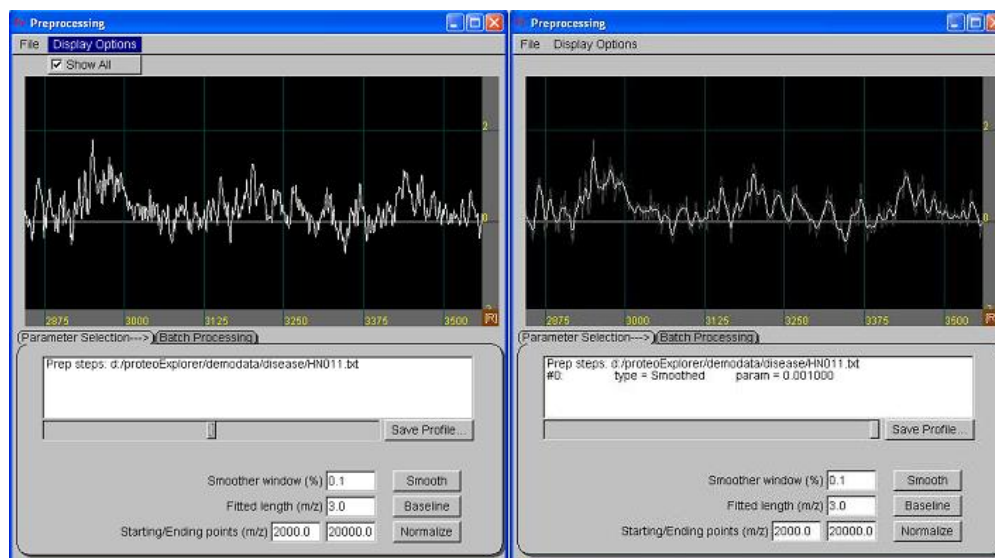 Preprocessing
File Display Options
Show All
2
0
2875 3000 3125 3250 3375 3500 [R]
Parameter Selection---> Batch Processing
Prep steps: d:/proteoExplorer/demodata/disease/HN011.txt
Save Profile...
Smoother window (%) 0.1 Smooth
Fitted length (m/z) 3.0 Baseline
Starting/Ending points (m/z) 2000.0 20000.0 Normalize
Preprocessing
File Display Options
2
0
2875 3000 3125 3250 3375 3500 [R]
Parameter Selection---> Batch Processing
Prep steps: d:/proteoExplorer/demodata/disease/HN011.txt
#0: type = Smoothed param = 0.001000
Save Profile...
Smoother window (%) 0.1 Smooth
Fitted length (m/z) 3.0 Baseline
Starting/Ending points (m/z) 2000.0 20000.0 Normalize